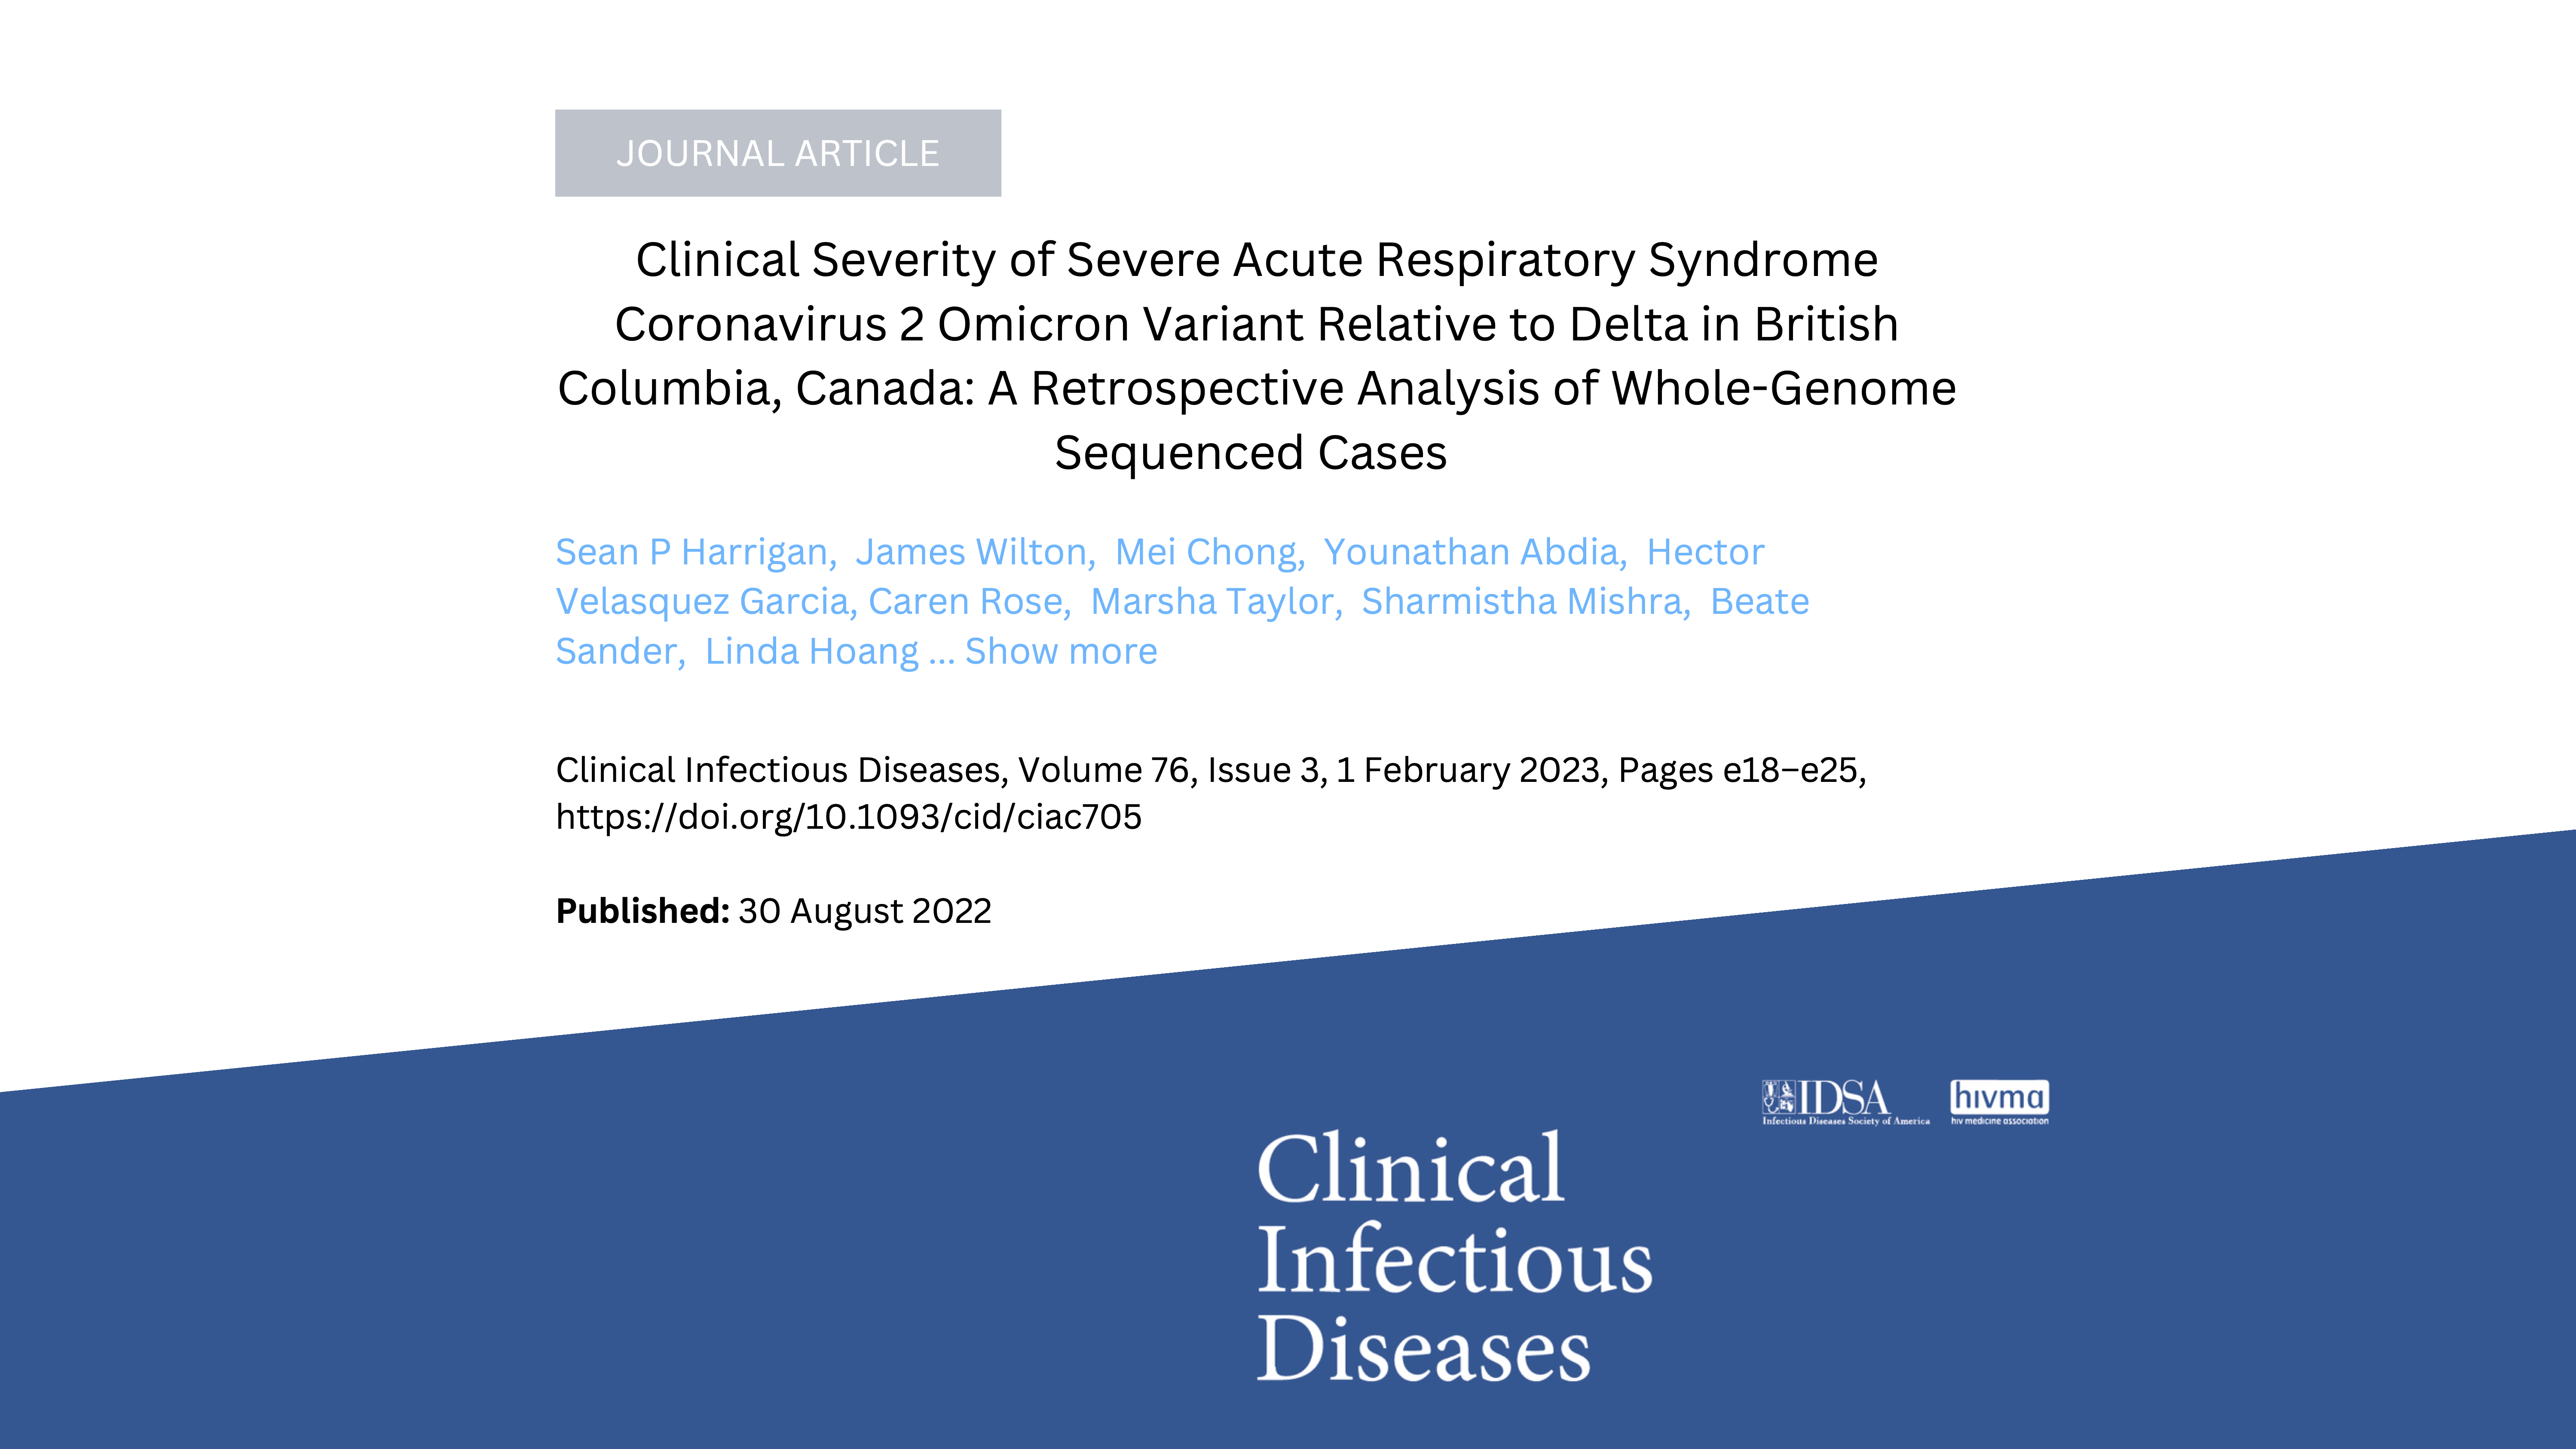 JOURNAL ARTICLE
Clinical Severity of Severe Acute Respiratory Syndrome
Coronavirus 2 Omicron Variant Relative to Delta in British
Columbia, Canada: A Retrospective Analysis of Whole-Genome
Sequenced Cases
Sean P Harrigan, James Wilton, Mei Chong, Younathan Abdia, Hector
Velasquez Garcia, Caren Rose, Marsha Taylor, Sharmistha Mishra, Beate
Sander, Linda Hoang ... Show more
Clinical Infectious Diseases, Volume 76, Issue 3, 1 February 2023, Pages e18–e25,
https://doi.org/10.1093/cid/ciac705
Published: 30 August 2022
IDSA
Infectious Diseases Society of America
hivma
hiv medicine association
Clinical
Infectious
Diseases